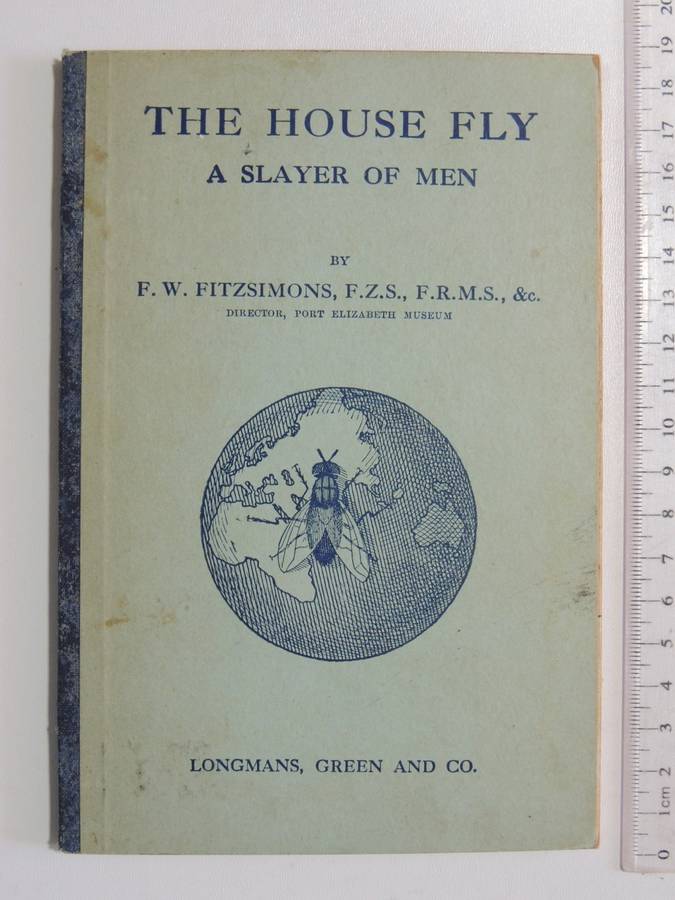 THE HOUSE FLY
A SLAYER OF MEN
BY
F. W. FITZSIMONS, F.Z.S., F.R.M.S., &c.
DIRECTOR, PORT ELIZABETH MUSEUM
LONGMANS, GREEN AND CO.
20
19
18
17
16
15
14
13
12
11
10
9
8
7
6
5
4
3
2
1cm
0